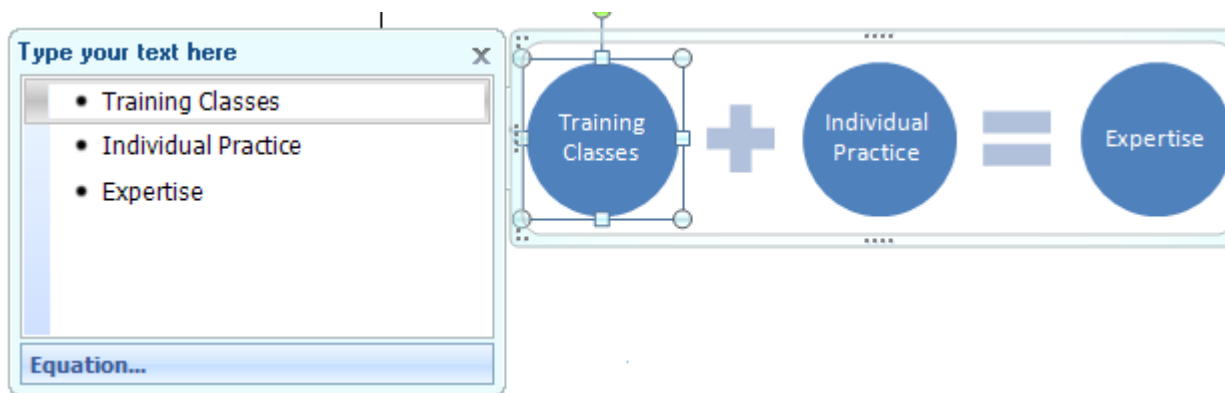 Type your text here
x
• Training Classes
• Individual Practice
• Expertise
Equation...
Training
Classes
+
Individual
Practice
=
Expertise